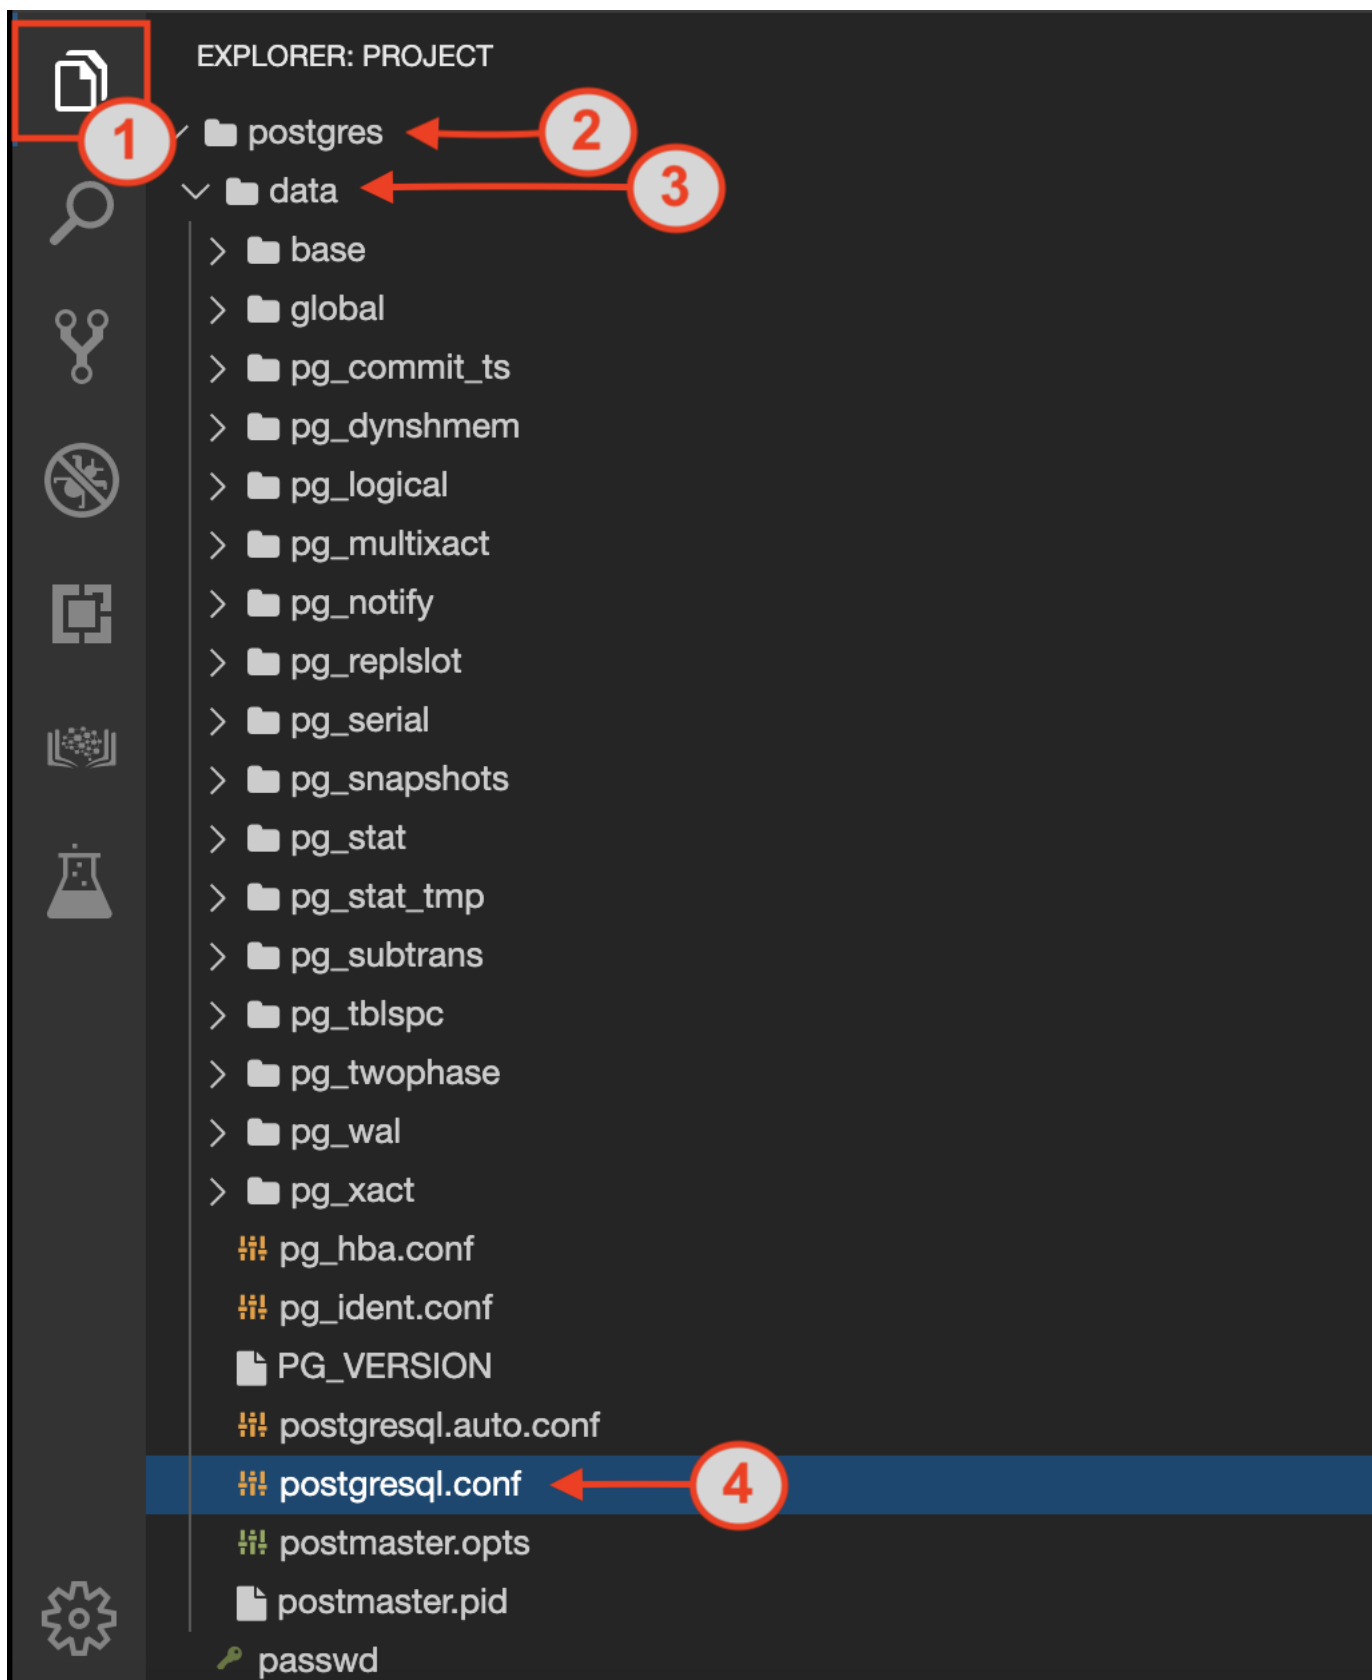 EXPLORER: PROJECT
1
postgres
2
data
3
base
global
pg_commit_ts
pg_dynshmem
pg_logical
pg_multixact
pg_notify
pg_replslot
pg_serial
pg_snapshots
pg_stat
pg_stat_tmp
pg_subtrans
pg_tblspc
pg_twophase
pg_wal
pg_xact
pg_hba.conf
pg_ident.conf
PG_VERSION
postgresql.auto.conf
postgresql.conf
4
postmaster.opts
postmaster.pid
passwd